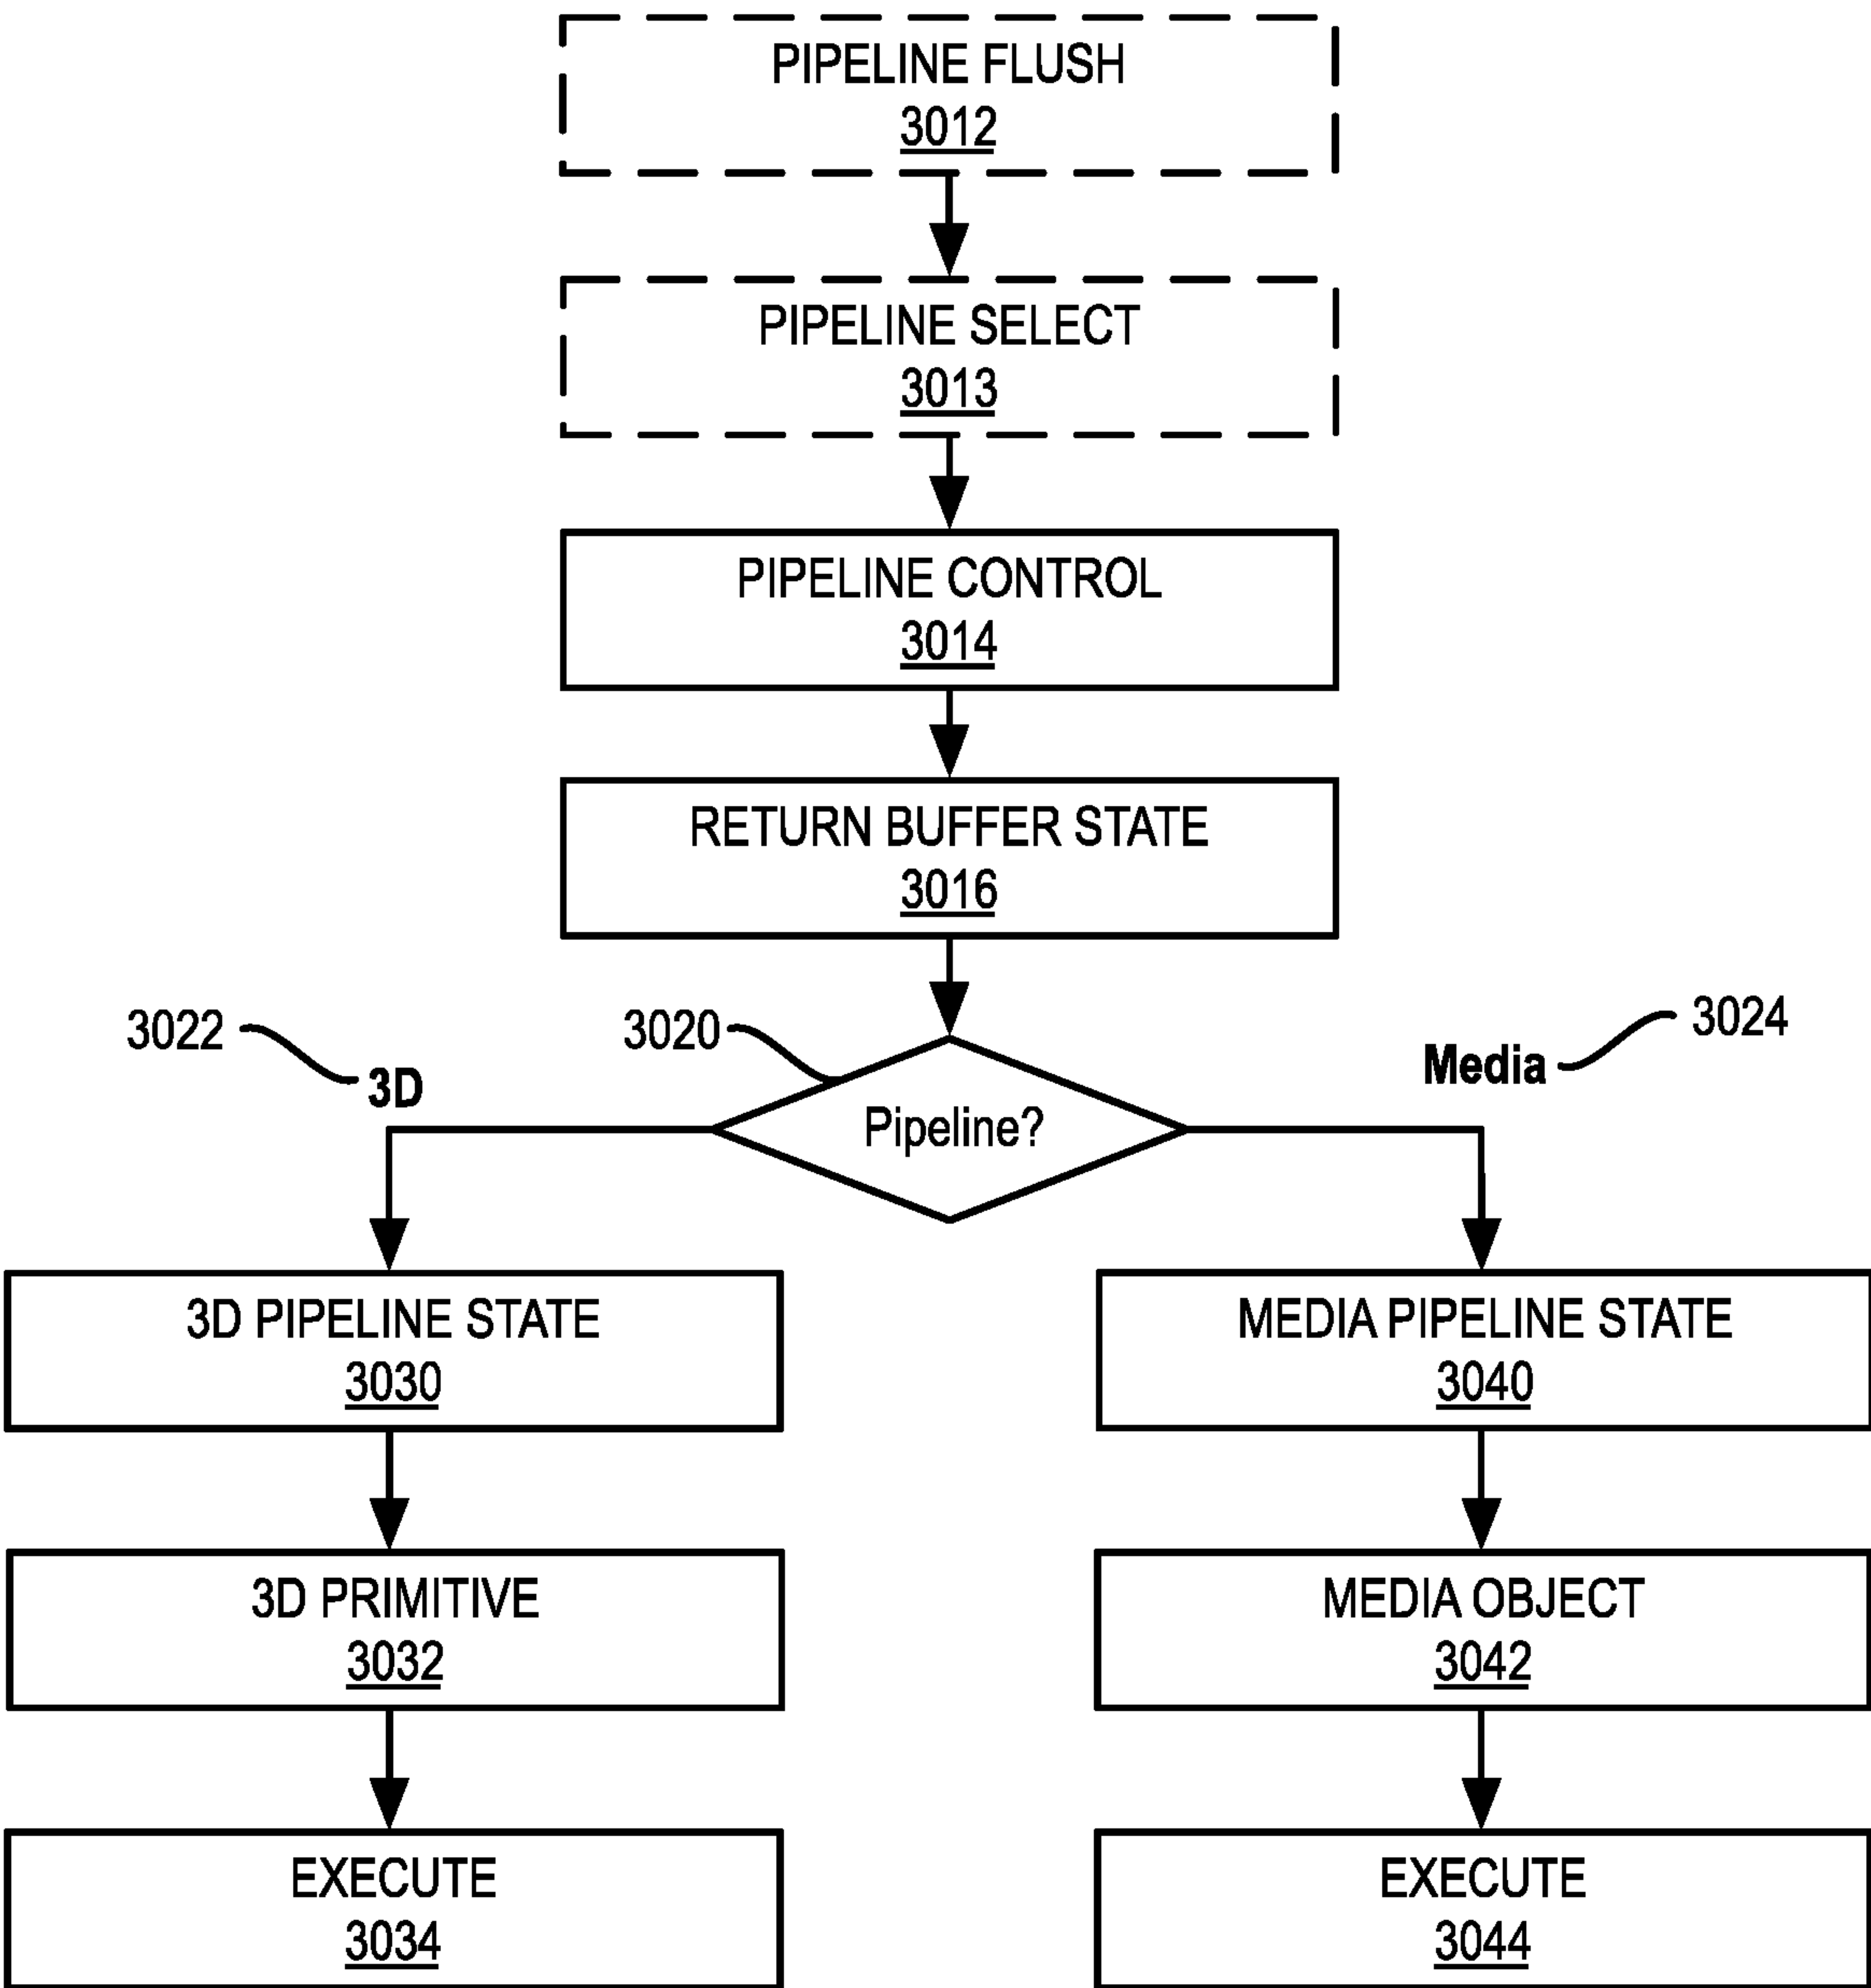 PIPELINE FLUSH
3012
PIPELINE SELECT
3013
PIPELINE CONTROL
3014
RETURN BUFFER STATE
3016
3022
3D
3020
Pipeline?
Media
3024
3D PIPELINE STATE
3030
MEDIA PIPELINE STATE
3040
3D PRIMITIVE
3032
MEDIA OBJECT
3042
EXECUTE
3034
EXECUTE
3044